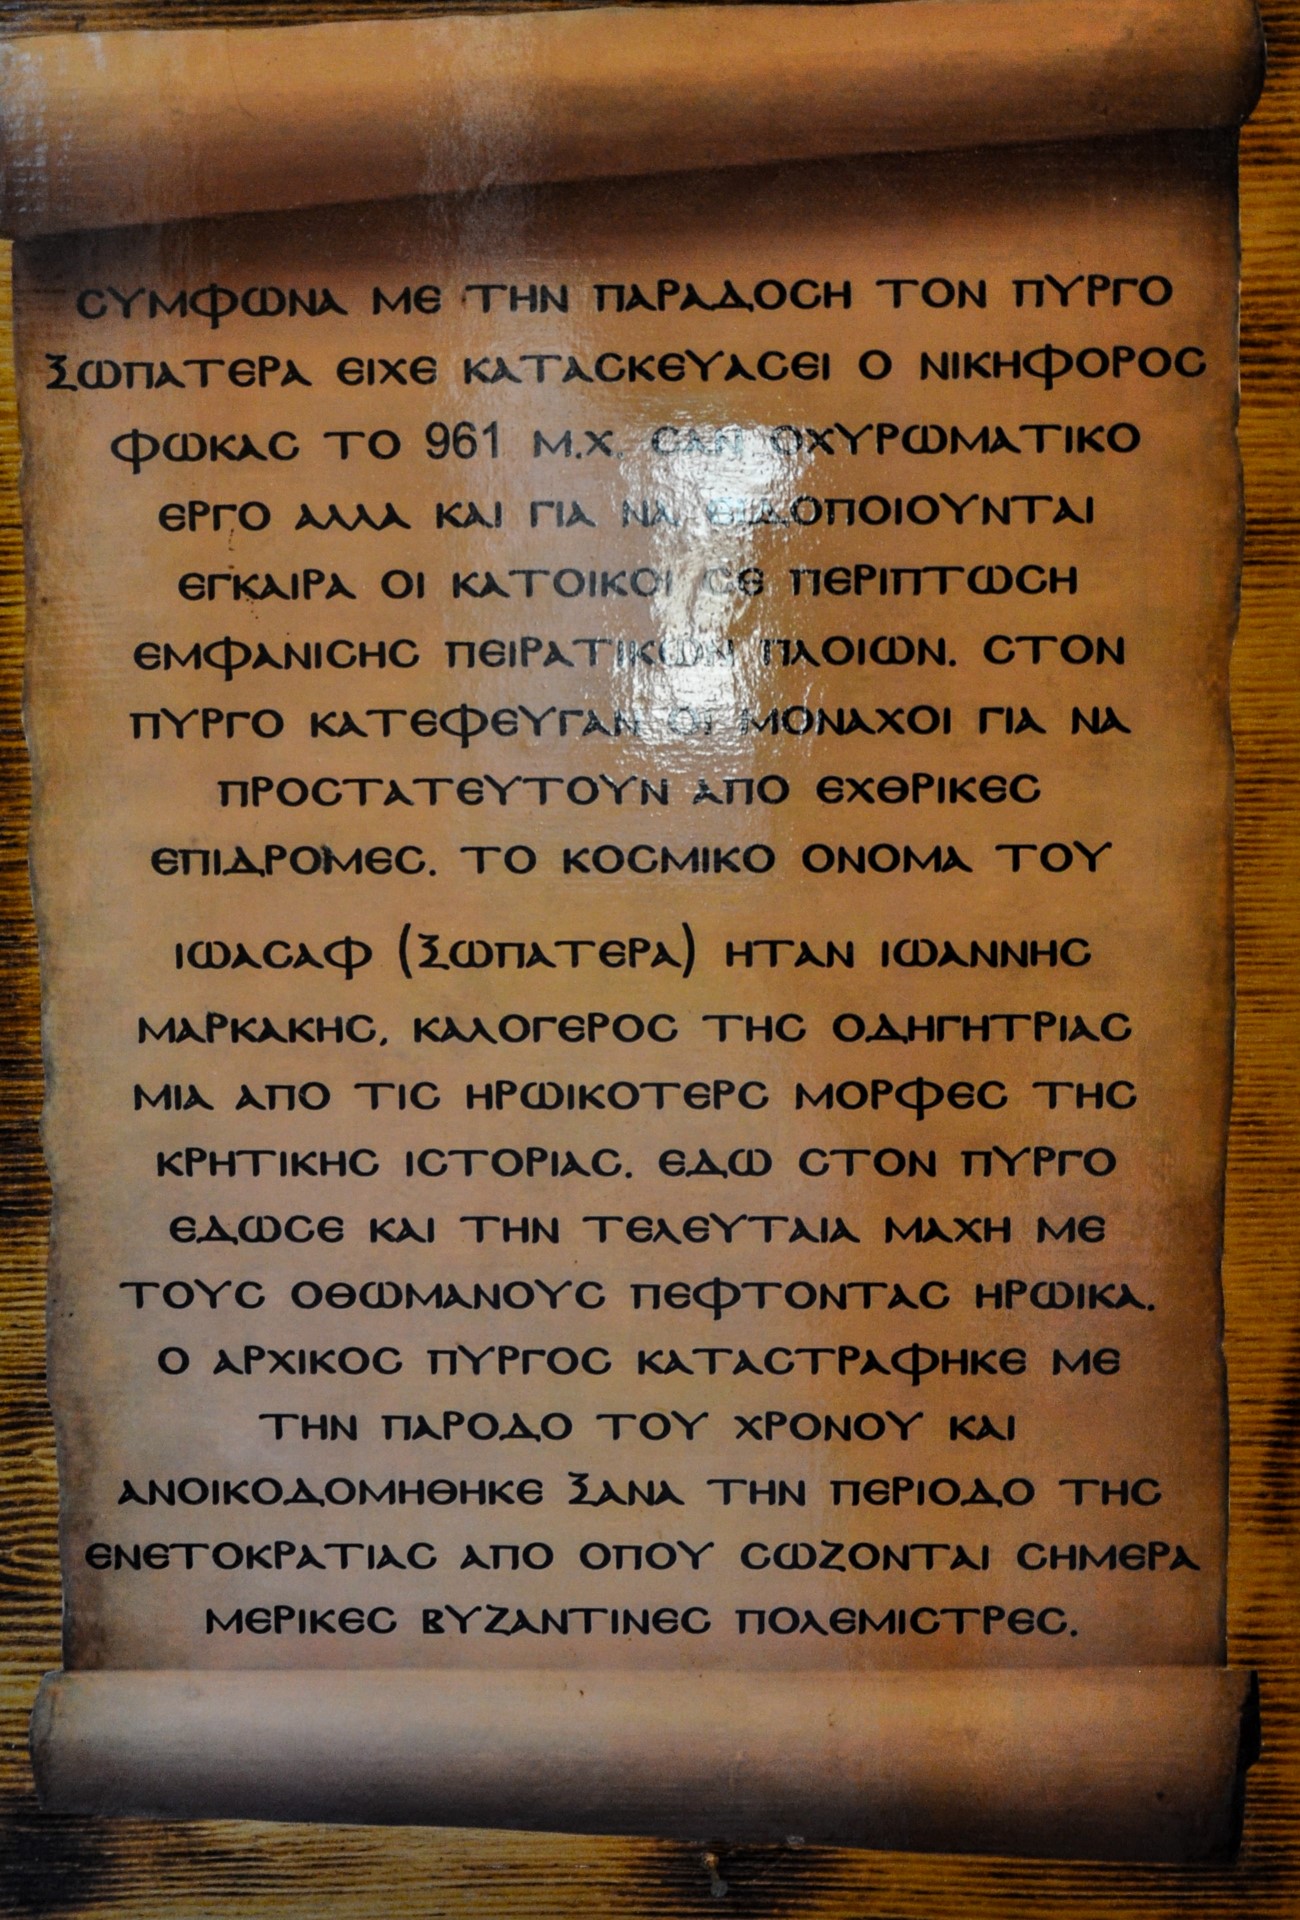 ΣΥΜΦΩΝΑ ΜΕ ΤΗΝ ΠΑΡΑΔΟΣΗ ΤΟΝ ΠΥΡΓΟ
ΞΩΠΑΤΕΡΑ ΕΙΧΕ ΚΑΤΑΣΚΕΥΑΣΕΙ Ο ΝΙΚΗΦΟΡΟΣ
ΦΩΚΑΣ ΤΟ 961 Μ.Χ. ΣΑΝ ΟΧΥΡΩΜΑΤΙΚΟ
ΕΡΓΟ ΑΛΛΑ ΚΑΙ ΓΙΑ ΝΑ ΕΙΔΟΠΟΙΟΥΝΤΑΙ
ΕΓΚΑΙΡΑ ΟΙ ΚΑΤΟΙΚΟΙ ΣΕ ΠΕΡΙΠΤΩΣΗ
ΕΜΦΑΝΙΣΗΣ ΠΕΙΡΑΤΙΚΩΝ ΠΛΟΙΩΝ. ΣΤΟΝ
ΠΥΡΓΟ ΚΑΤΕΦΕΥΓΑΝ ΟΙ ΜΟΝΑΧΟΙ ΓΙΑ ΝΑ
ΠΡΟΣΤΑΤΕΥΤΟΥΝ ΑΠΟ ΕΧΘΡΙΚΕΣ
ΕΠΙΔΡΟΜΕΣ. ΤΟ ΚΟΣΜΙΚΟ ΟΝΟΜΑ ΤΟΥ
ΙΩΑΣΑΦ (ΞΩΠΑΤΕΡΑ) ΗΤΑΝ ΙΩΑΝΝΗΣ
ΜΑΡΚΑΚΗΣ, ΚΑΛΟΓΕΡΟΣ ΤΗΣ ΟΔΗΓΗΤΡΙΑΣ
ΜΙΑ ΑΠΟ ΤΙΣ ΗΡΩΙΚΟΤΕΡΣ ΜΟΡΦΕΣ ΤΗΣ
ΚΡΗΤΙΚΗΣ ΙΣΤΟΡΙΑΣ. ΕΔΩ ΣΤΟΝ ΠΥΡΓΟ
ΕΔΩΣΕ ΚΑΙ ΤΗΝ ΤΕΛΕΥΤΑΙΑ ΜΑΧΗ ΜΕ
ΤΟΥΣ ΟΘΩΜΑΝΟΥΣ ΠΕΦΤΟΝΤΑΣ ΗΡΩΙΚΑ.
Ο ΑΡΧΙΚΟΣ ΠΥΡΓΟΣ ΚΑΤΑΣΤΡΑΦΗΚΕ ΜΕ
ΤΗΝ ΠΑΡΟΔΟ ΤΟΥ ΧΡΟΝΟΥ ΚΑΙ
ΑΝΟΙΚΟΔΟΜΗΘΗΚΕ ΞΑΝΑ ΤΗΝ ΠΕΡΙΟΔΟ ΤΗΣ
ΕΝΕΤΟΚΡΑΤΙΑΣ ΑΠΟ ΟΠΟΥ ΣΩΖΟΝΤΑΙ ΣΗΜΕΡΑ
ΜΕΡΙΚΕΣ ΒΥΖΑΝΤΙΝΕΣ ΠΟΛΕΜΙΣΤΡΕΣ.